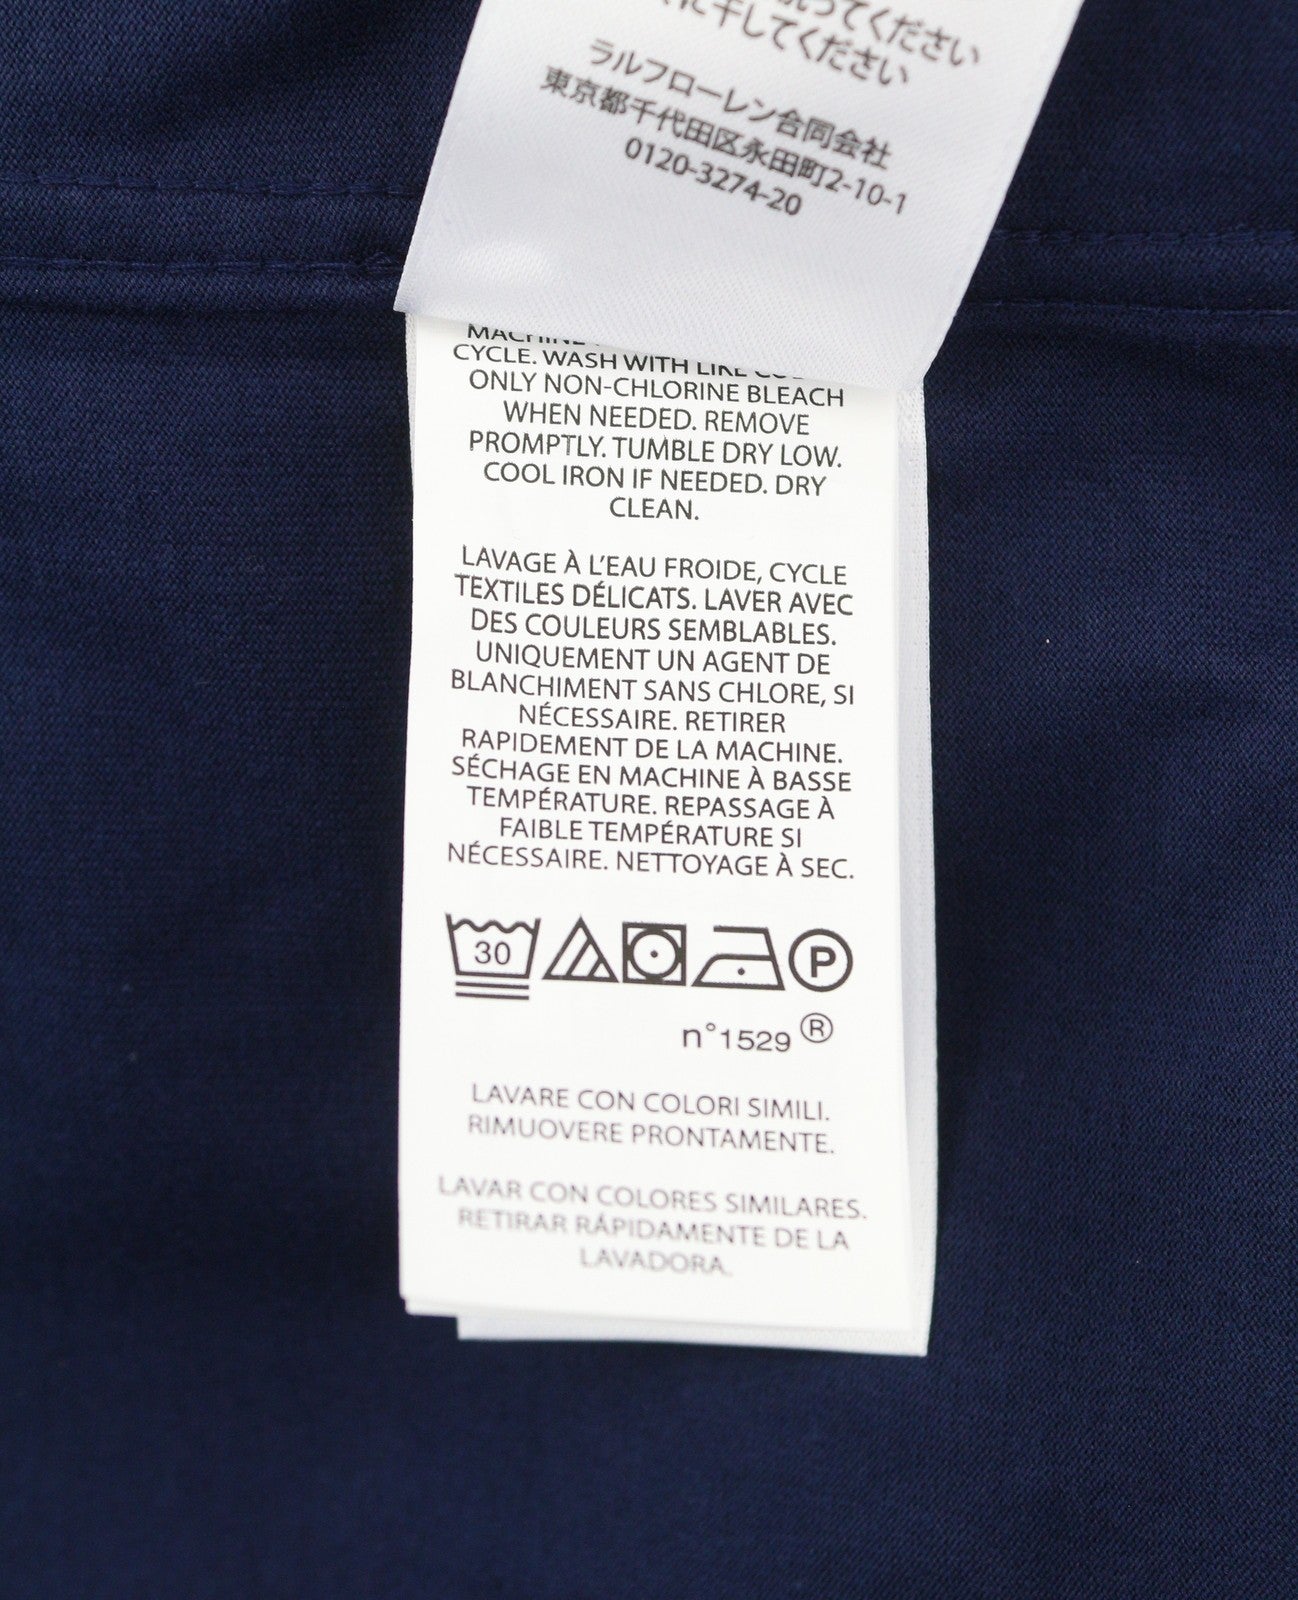 ってください
に干してください
ラルフローレン合同会社
東京都千代田区永田町2-10-1
0120-3274-20
MACHINE
CYCLE. WASH WITH LIKE
ONLY NON-CHLORINE BLEACH
WHEN NEEDED. REMOVE
PROMPTLY. TUMBLE DRY LOW.
COOL IRON IF NEEDED. DRY
CLEAN.
LAVAGE À L'EAU FROIDE, CYCLE
TEXTILES DÉLICATS. LAVER AVEC
DES COULEURS SEMBLABLES.
UNIQUEMENT UN AGENT DE
BLANCHIMENT SANS CHLORE, SI
NÉCESSAIRE. RETIRER
RAPIDEMENT DE LA MACHINE.
SÉCHAGE EN MACHINE À BASSE
TEMPÉRATURE. REPASSAGE À
FAIBLE TEMPÉRATURE SI
NÉCESSAIRE. NETTOYAGE À SEC.
30 P
n°1529 ®
LAVARE CON COLORI SIMILI.
RIMUOVERE PRONTAMENTE.
LAVAR CON COLORES SIMILARES.
RETIRAR RÁPIDAMENTE DE LA
LAVADORA.